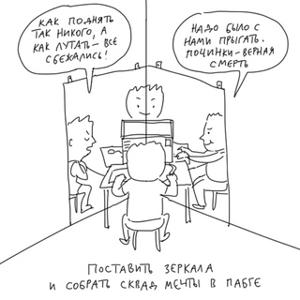 КАК ПОДНЯТЬ
ТАК НИКОГО, А
КАК ЛУТАТЬ – ВСЕ
СБЕЖАЛИСЬ!
НАДО БЫЛО С
НАМИ ПРЫГАТЬ.
ПОЧИНКИ – ВЕРНАЯ
СМЕРТЬ
ПОСТАВИТЬ ЗЕРКАЛА
И СОБРАТЬ СКВАД МЕЧТЫ В ПАБГЕ